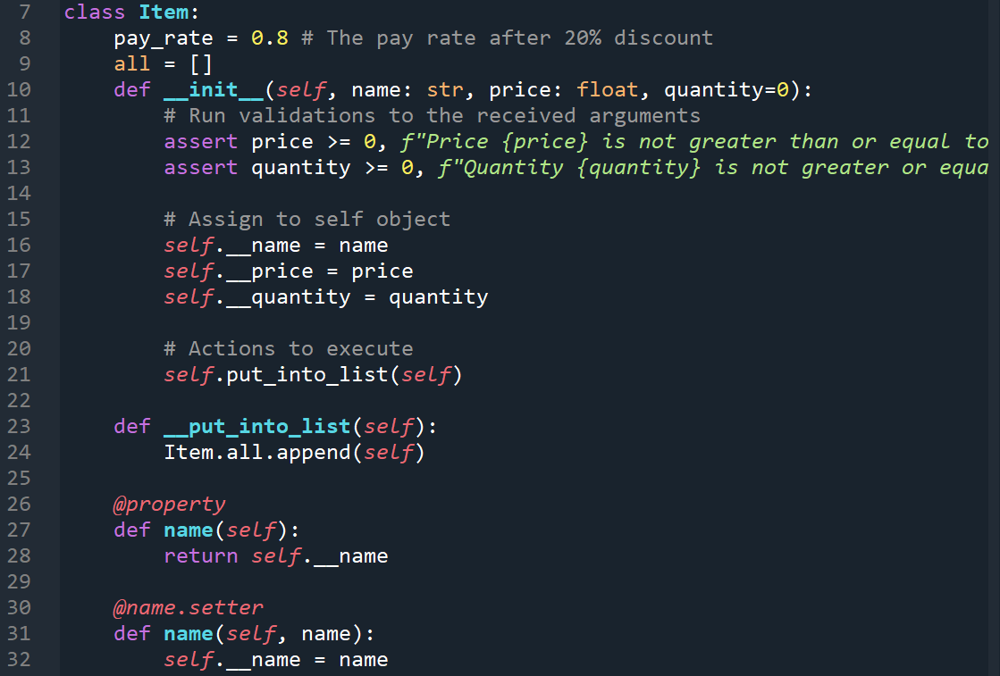 7 class Item:
8     pay_rate = 0.8 # The pay rate after 20% discount
9     all = []
10     def __init__(self, name: str, price: float, quantity=0):
11         # Run validations to the received arguments
12         assert price >= 0, f"Price {price} is not greater than or equal to
13         assert quantity >= 0, f"Quantity {quantity} is not greater or equa
14
15         # Assign to self object
16         self.__name = name
17         self.__price = price
18         self.__quantity = quantity
19
20         # Actions to execute
21         self.put_into_list(self)
22
23     def __put_into_list(self):
24         Item.all.append(self)
25
26     @property
27     def name(self):
28         return self.__name
29
30     @name.setter
31     def name(self, name):
32         self.__name = name